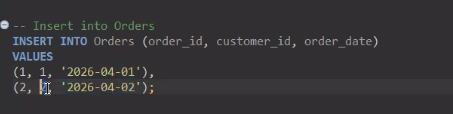 -- Insert into Orders
INSERT INTO Orders (order_id, customer_id, order_date)
VALUES
(1, 1, '2026-04-01'),
(2, , '2026-04-02');